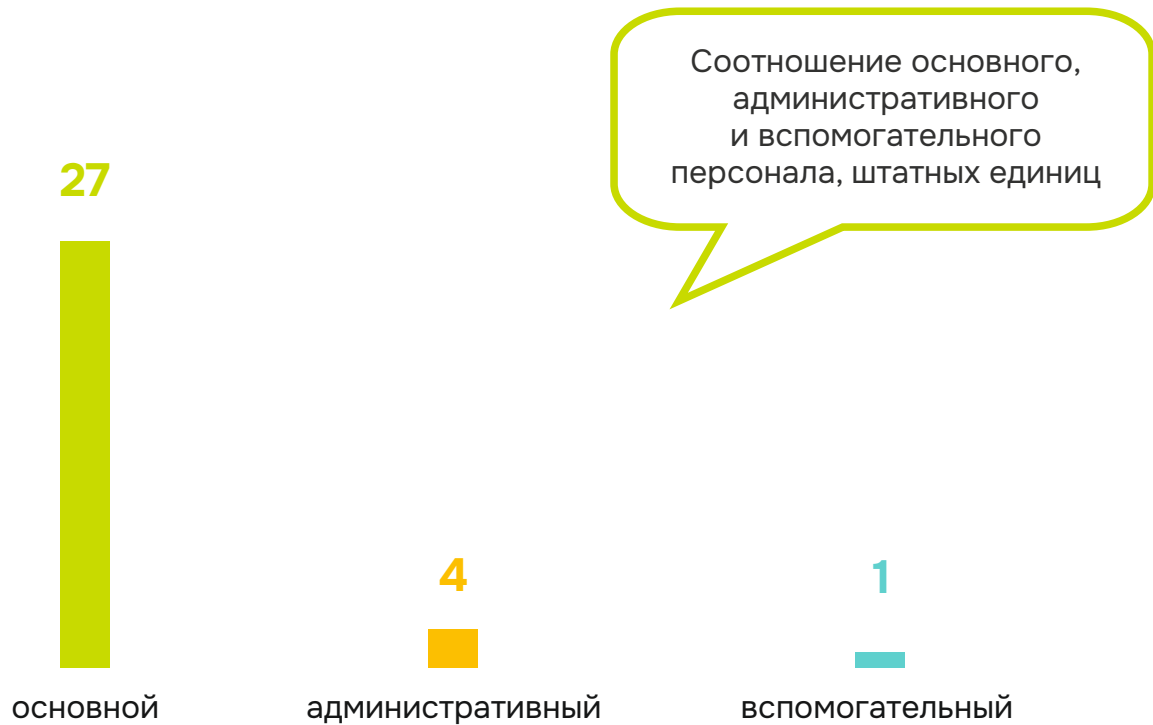 Соотношение основного,
административного
и вспомогательного
персонала, штатных единиц
27
4
1
основной
административный
вспомогательный